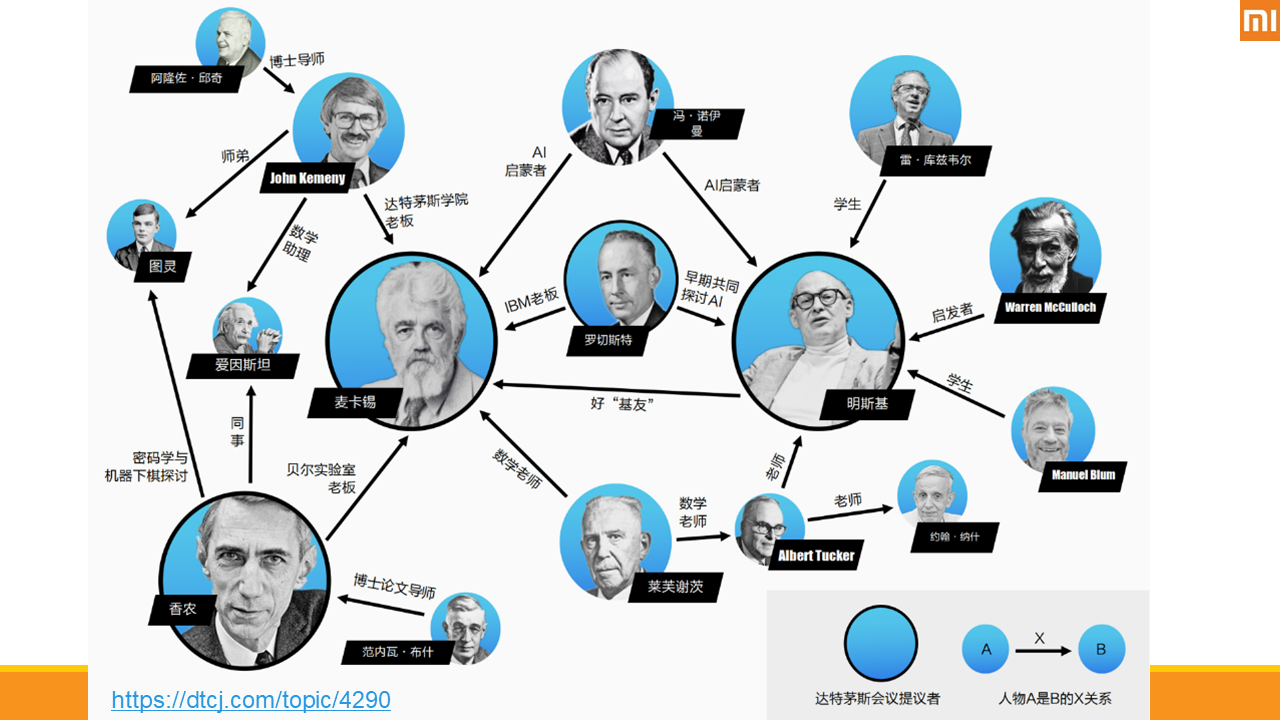 mi
阿隆佐・邱奇
博士导师
John Kemeny
师弟
达特茅斯学院
老板
数学
助理
图灵
爱因斯坦
冯・诺伊
曼
AI
启蒙者
AI启蒙者
雷・库兹韦尔
学生
Warren McCulloch
启发者
罗切斯特
IBM老板
早期共同
探讨AI
麦卡锡
明斯基
好“基友”
学生
Manuel Blum
同
事
密码学与
机器下棋探讨
贝尔实验室
老板
数学老师
数学
老师
老师
老师
Albert Tucker
约翰・纳什
莱芙谢茨
香农
博士论文导师
范内瓦・布什
A
X
B
达特茅斯会议提议者
人物A是B的X关系
https://dtcj.com/topic/4290